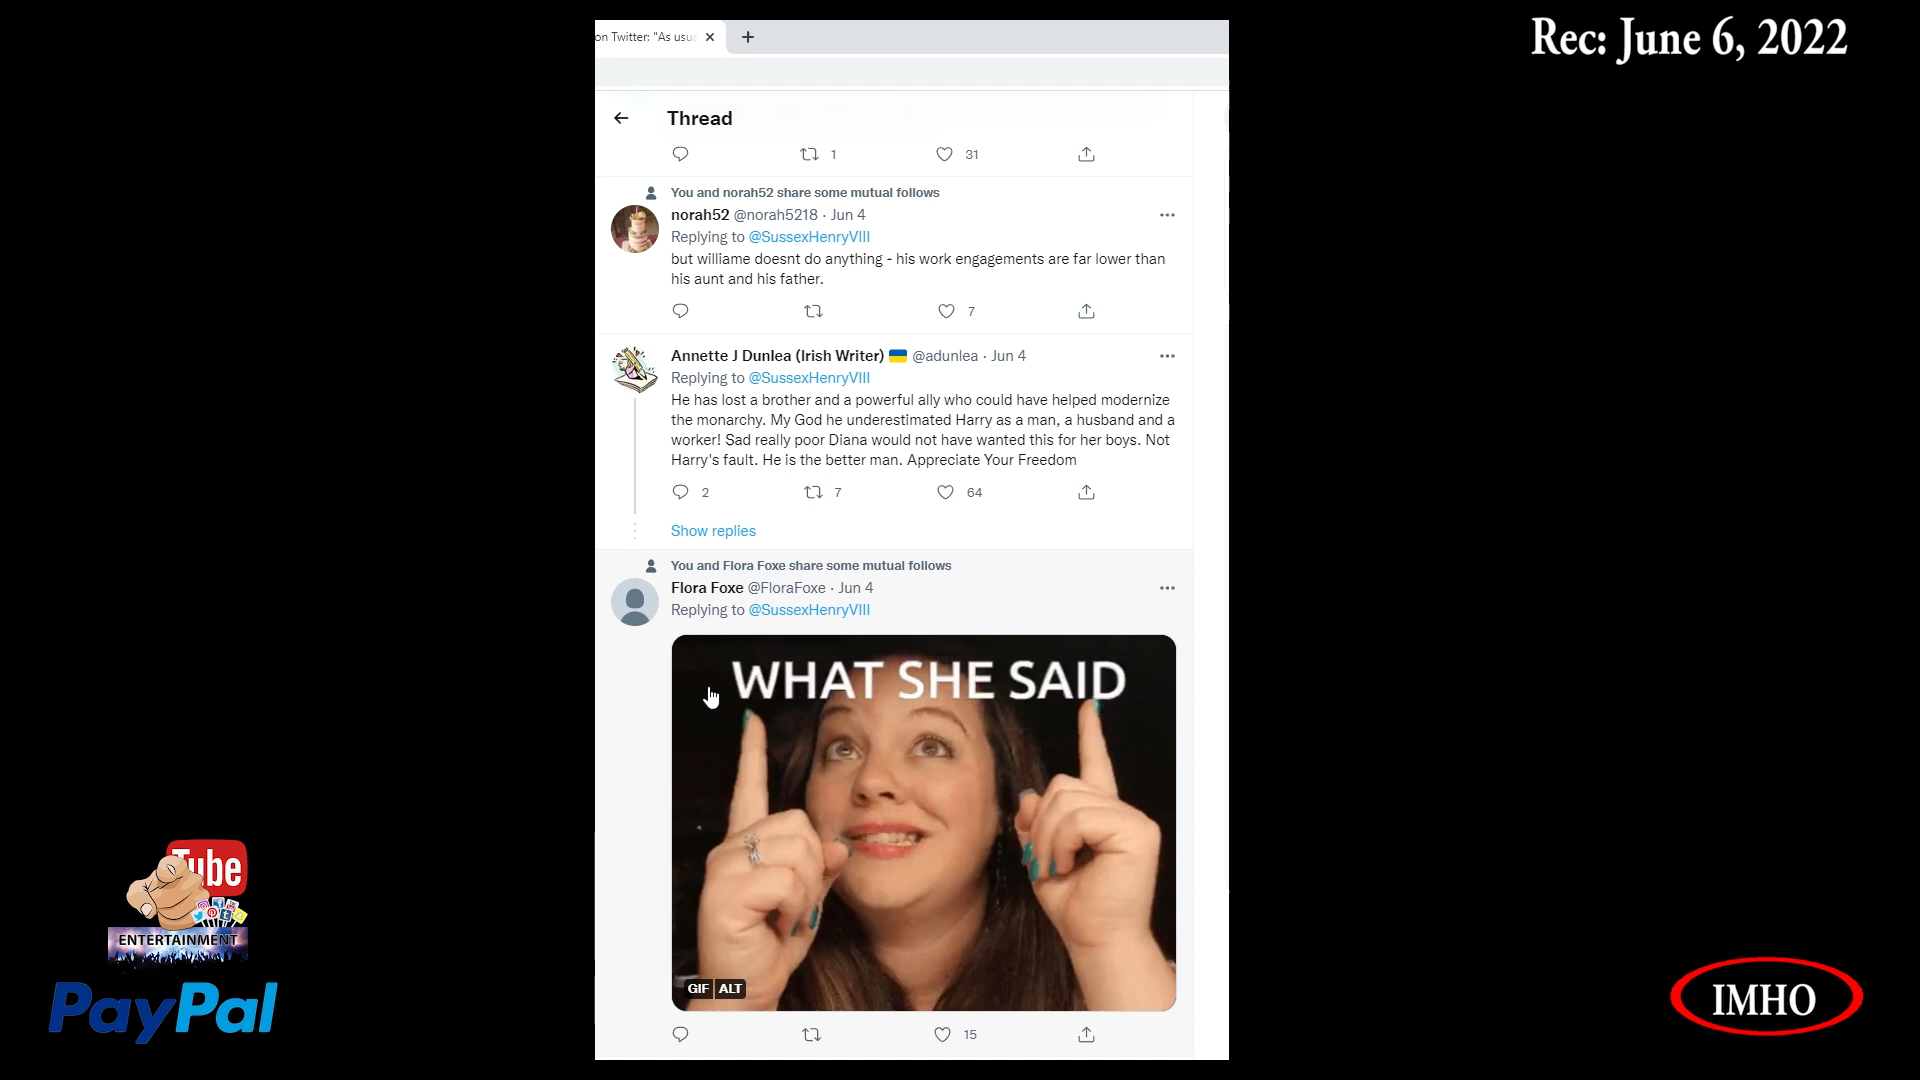 Rec: June 6, 2022
on Twitter: "As usu
Thread
1
31
You and norah52 share some mutual follows
norah52 @norah5218 · Jun 4
Replying to @SussexHenryVIII
but williame doesnt do anything - his work engagements are far lower than
his aunt and his father.
7
Annette J Dunlea (Irish Writer) 🇺🇦 @adunlea · Jun 4
Replying to @SussexHenryVIII
He has lost a brother and a powerful ally who could have helped modernize
the monarchy. My God he underestimated Harry as a man, a husband and a
worker! Sad really poor Diana would not have wanted this for her boys. Not
Harry's fault. He is the better man. Appreciate Your Freedom
2
7
64
Show replies
You and Flora Foxe share some mutual follows
Flora Foxe @FloraFoxe · Jun 4
Replying to @SussexHenryVIII
WHAT SHE SAID
GIF ALT
15
Tube
ENTERTAINMENT
PayPal
IMHO